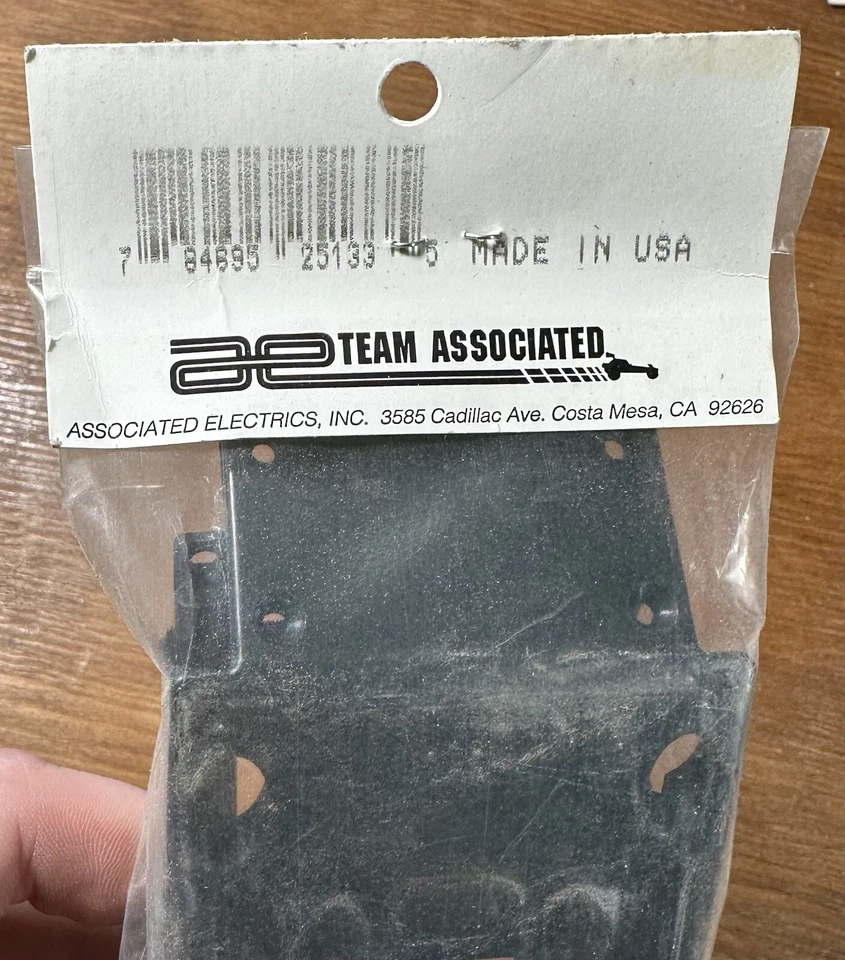 7 84695 25133 5 MADE IN USA
ae TEAM ASSOCIATED
ASSOCIATED ELECTRICS, INC. 3585 Cadillac Ave. Costa Mesa, CA 92626